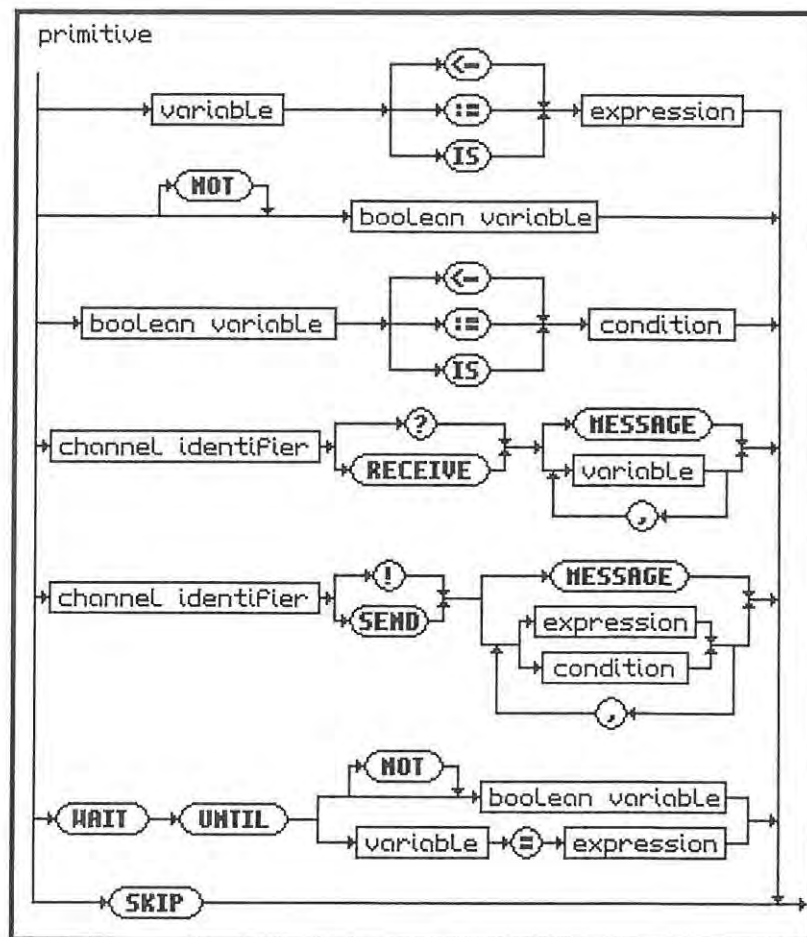 primitive
<-
variable := expression
IS
NOT
boolean variable
<-
boolean variable := condition
IS
? MESSAGE
channel identifier
RECEIVE variable
,
! MESSAGE
channel identifier
SEND expression
condition
,
NOT
boolean variable
WAIT UNTIL
variable = expression
SKIP